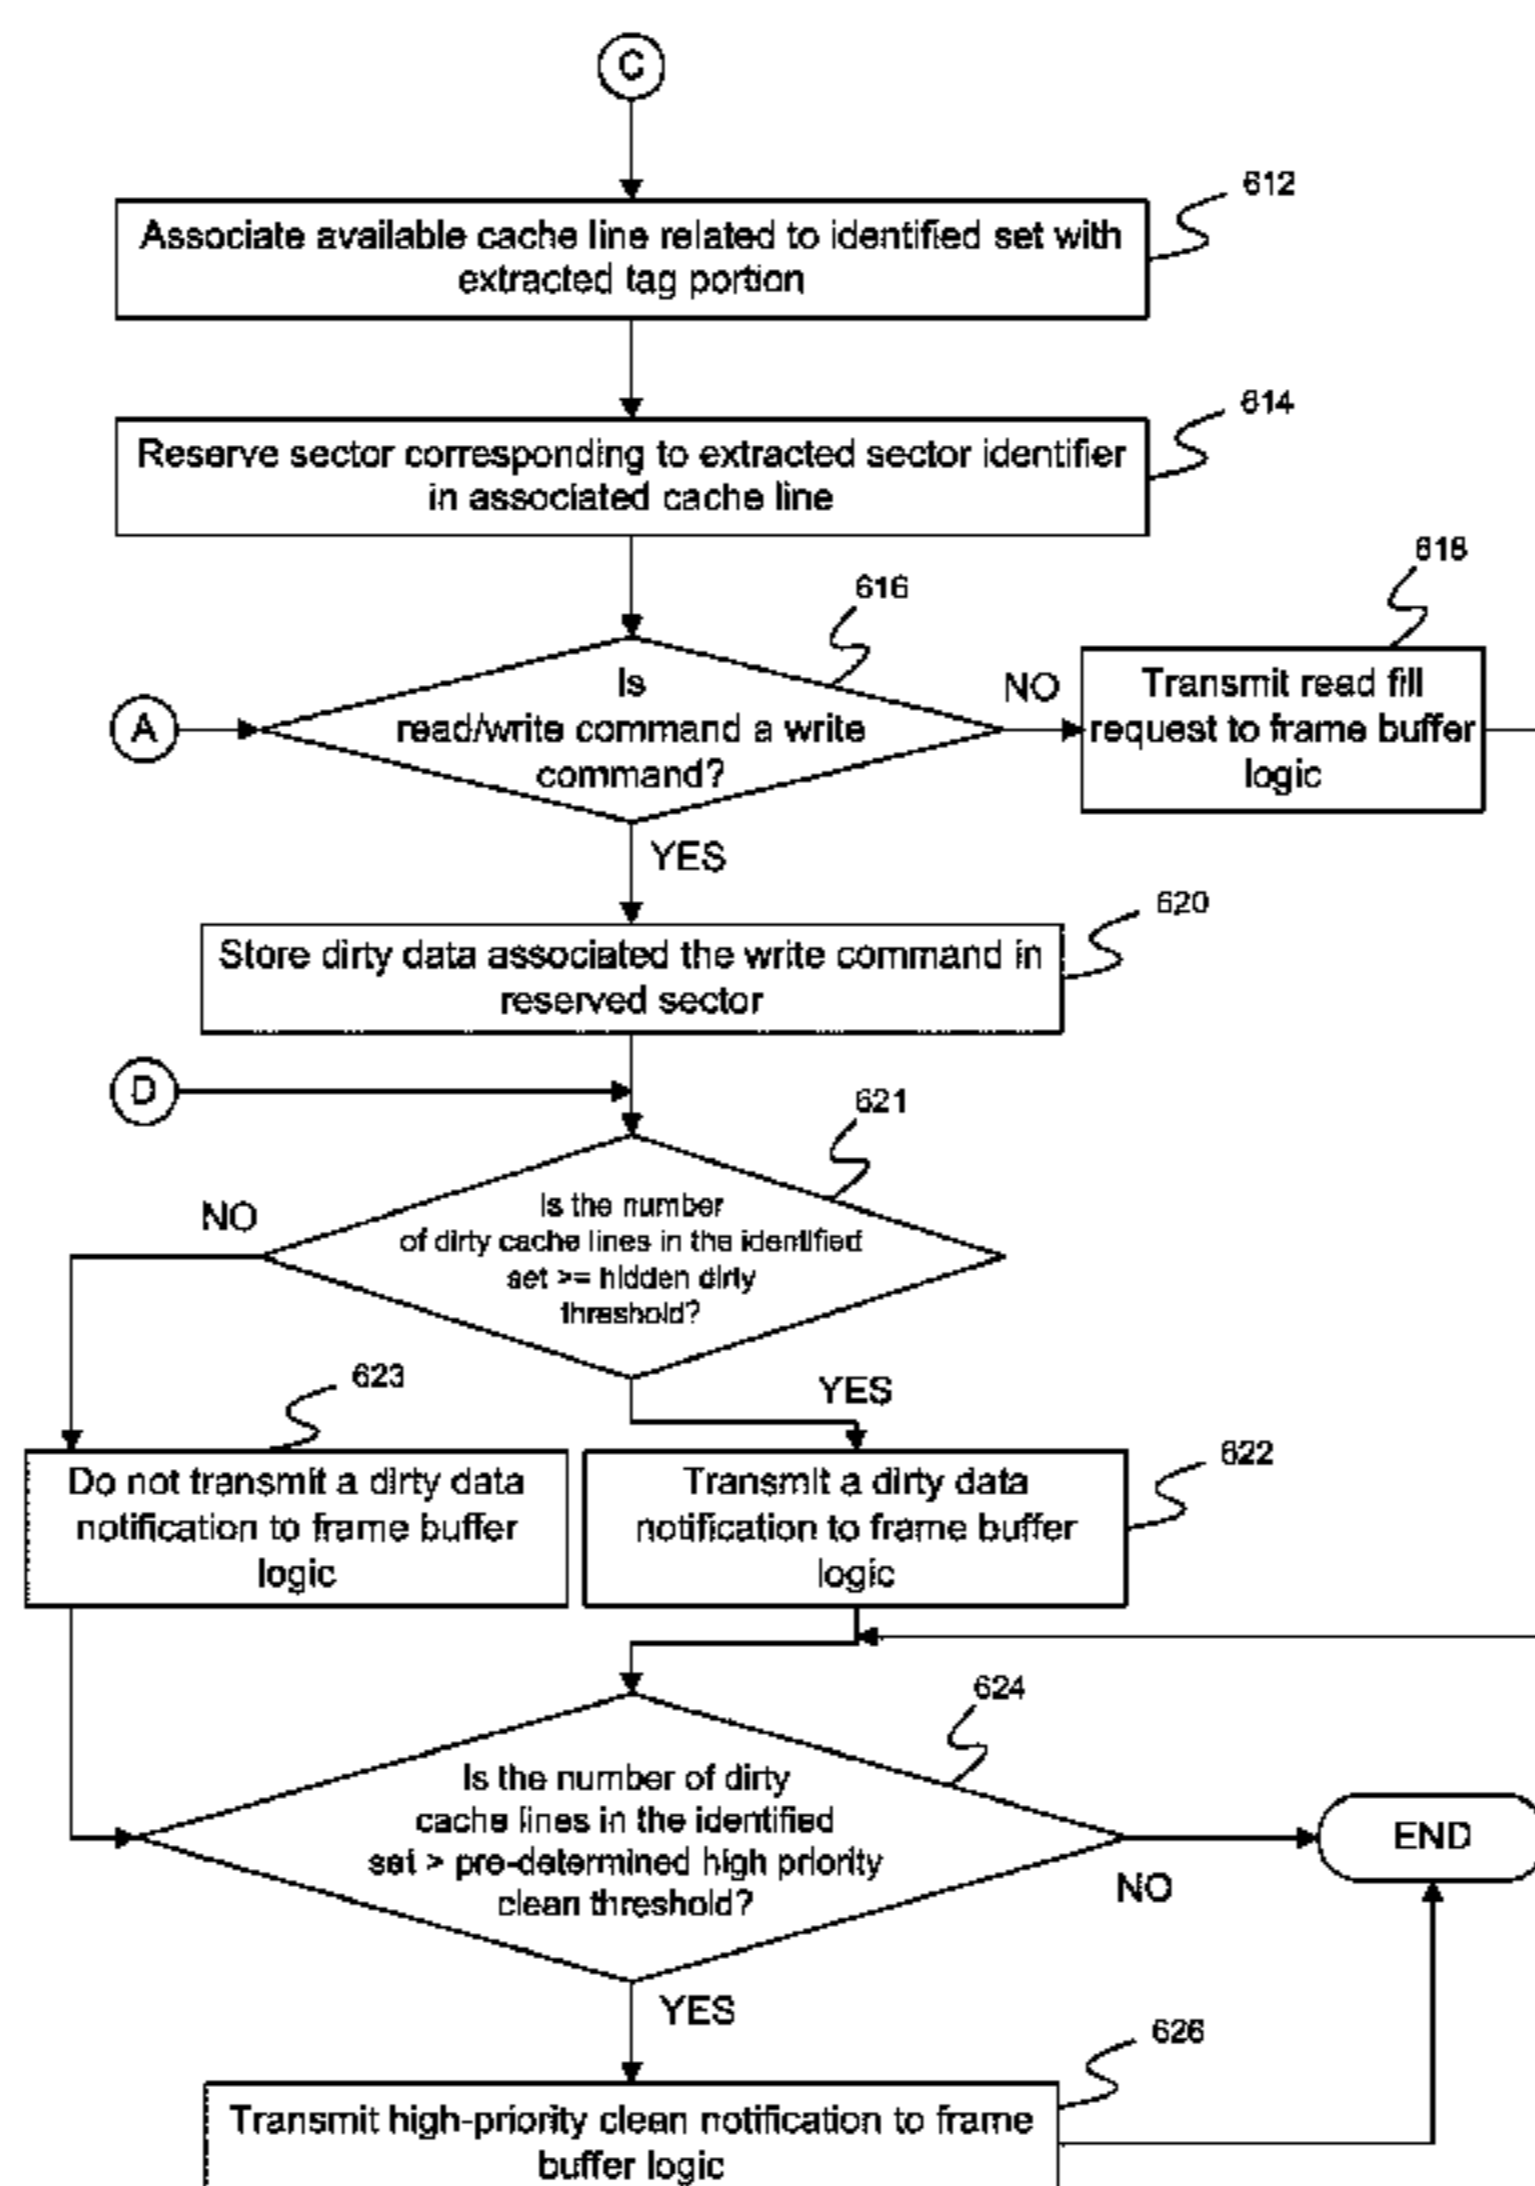 C
612
Associate available cache line related to identified set with
extracted tag portion
614
Reserve sector corresponding to extracted sector identifier
in associated cache line
616
618
Is
read/write command a write
command?
A
NO
Transmit read fill
request to frame buffer
logic
YES
620
Store dirty data associated the write command in
reserved sector
D
621
NO
Is the number
of dirty cache lines in the identified
set >= hidden dirty
threshold?
623
YES
622
Do not transmit a dirty data
notification to frame buffer
logic
Transmit a dirty data
notification to frame buffer
logic
624
Is the number of dirty
cache lines in the identified
set > pre-determined high priority
clean threshold?
NO
END
YES
626
Transmit high-priority clean notification to frame
buffer logic